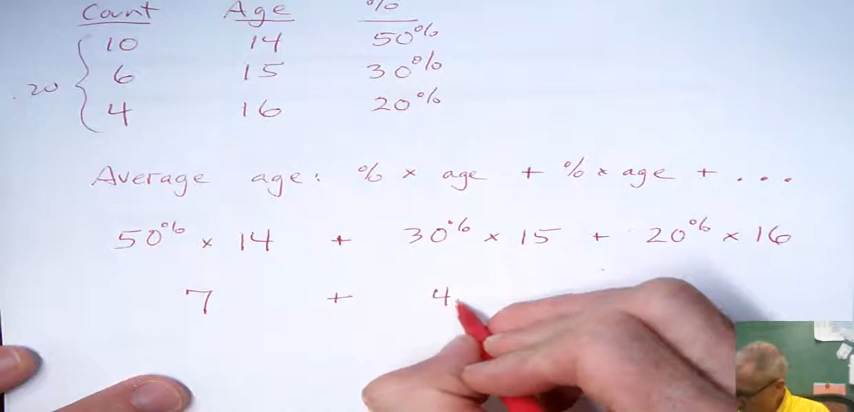 Count Age %
10 14 50%
6 15 30%
20 4 16 20%
Average age: % × age + % × age + ...
50% × 14 + 30% × 15 + 20% × 16
7 + 4